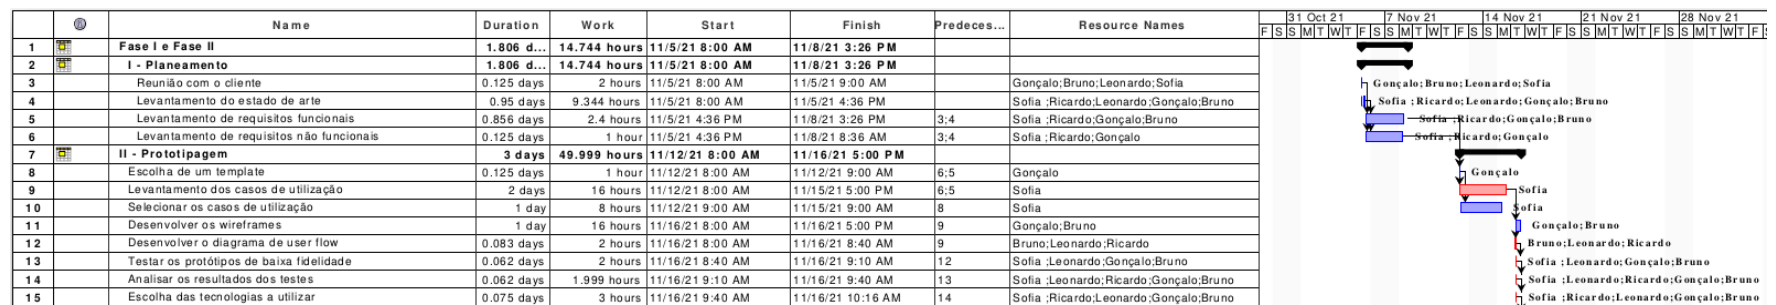 Name Duration Work Start Finish Predeces... Resource Names 31 Oct 21 7 Nov 21 14 Nov 21 21 Nov 21 28 Nov 21
F S S M T W T F S S M T W T F S S M T W T F S S M T W T F S S M T W T F S
1 Fase I e Fase II 1.806 d... 14.744 hours 11/5/21 8:00 AM 11/8/21 3:26 PM
2 I - Planeamento 1.806 d... 14.744 hours 11/5/21 8:00 AM 11/8/21 3:26 PM
3 Reunião com o cliente 0.125 days 2 hours 11/5/21 8:00 AM 11/5/21 9:00 AM Gonçalo;Bruno;Leonardo;Sofia Gonçalo;Bruno;Leonardo;Sofia
4 Levantamento do estado de arte 0.95 days 9.344 hours 11/5/21 8:00 AM 11/5/21 4:36 PM Sofia ;Ricardo;Leonardo;Gonçalo;Bruno Sofia ;Ricardo;Leonardo;Gonçalo;Bruno
5 Levantamento de requisitos funcionais 0.856 days 2.4 hours 11/5/21 4:36 PM 11/8/21 3:26 PM 3;4 Sofia ;Ricardo;Gonçalo;Bruno Sofia ;Ricardo;Gonçalo;Bruno
6 Levantamento de requisitos não funcionais 0.125 days 1 hour 11/5/21 4:36 PM 11/8/21 8:36 AM 3;4 Sofia ;Ricardo;Gonçalo Sofia ;Ricardo;Gonçalo
7 II - Prototipagem 3 days 49.999 hours 11/12/21 8:00 AM 11/16/21 5:00 PM
8 Escolha de um template 0.125 days 1 hour 11/12/21 8:00 AM 11/12/21 9:00 AM 6;5 Gonçalo Gonçalo
9 Levantamento dos casos de utilização 2 days 16 hours 11/12/21 8:00 AM 11/15/21 5:00 PM 6;5 Sofia Sofia
10 Selecionar os casos de utilização 1 day 8 hours 11/12/21 9:00 AM 11/15/21 9:00 AM 8 Sofia Sofia
11 Desenvolver os wireframes 1 day 16 hours 11/16/21 8:00 AM 11/16/21 5:00 PM 9 Gonçalo;Bruno Gonçalo;Bruno
12 Desenvolver o diagrama de user flow 0.083 days 2 hours 11/16/21 8:00 AM 11/16/21 8:40 AM 9 Bruno;Leonardo;Ricardo Bruno;Leonardo;Ricardo
13 Testar os protótipos de baixa fidelidade 0.062 days 2 hours 11/16/21 8:40 AM 11/16/21 9:10 AM 12 Sofia ;Leonardo;Gonçalo;Bruno Sofia ;Leonardo;Gonçalo;Bruno
14 Analisar os resultados dos testes 0.062 days 1.999 hours 11/16/21 9:10 AM 11/16/21 9:40 AM 13 Sofia ;Leonardo;Ricardo;Gonçalo;Bruno Sofia ;Leonardo;Ricardo;Gonçalo;Bruno
15 Escolha das tecnologias a utilizar 0.075 days 3 hours 11/16/21 9:40 AM 11/16/21 10:16 AM 14 Sofia ;Ricardo;Leonardo;Gonçalo;Bruno Sofia ;Ricardo;Leonardo;Gonçalo;Bruno